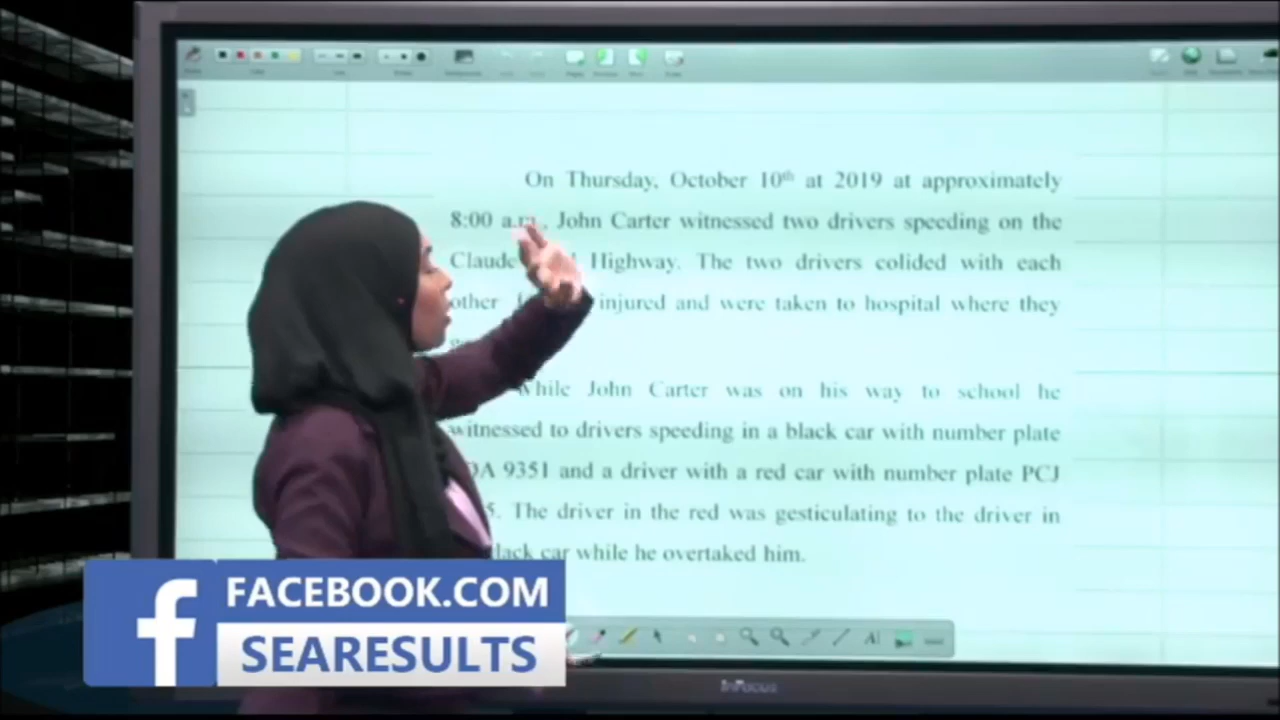 On Thursday, October 10th at 2019 at approximately
8:00 a.m., John Carter witnessed two drivers speeding on the
Claude Highway. The two drivers colided with each
other injured and were taken to hospital where they
While John Carter was on his way to school he
witnessed to drivers speeding in a black car with number plate
9351 and a driver with a red car with number plate PCJ
5. The driver in the red was gesticulating to the driver in
black car while he overtaked him.
FACEBOOK.COM
SEARESULTS
InFocus